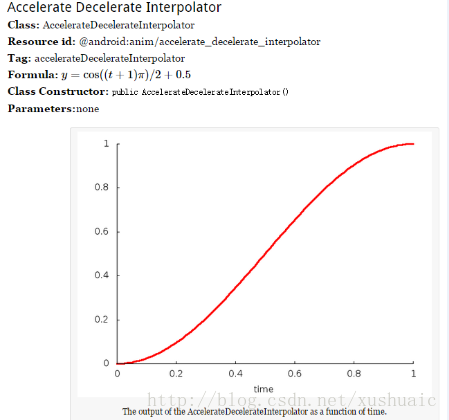 Accelerate Decelerate Interpolator
Class: AccelerateDecelerateInterpolator
Resource id: @android:anim/accelerate_decelerate_interpolator
Tag: accelerateDecelerateInterpolator
Formula: y = cos((t + 1)π)/2 + 0.5
Class Constructor: public AccelerateDecelerateInterpolator()
Parameters:none
1
0.8
0.6
0.4
0.2
0
0 0.2 0.4 0.6 0.8 1
time
http://blog.csdn.net/xushuaic
The output of the AccelerateDecelerateInterpolator as a function of time.